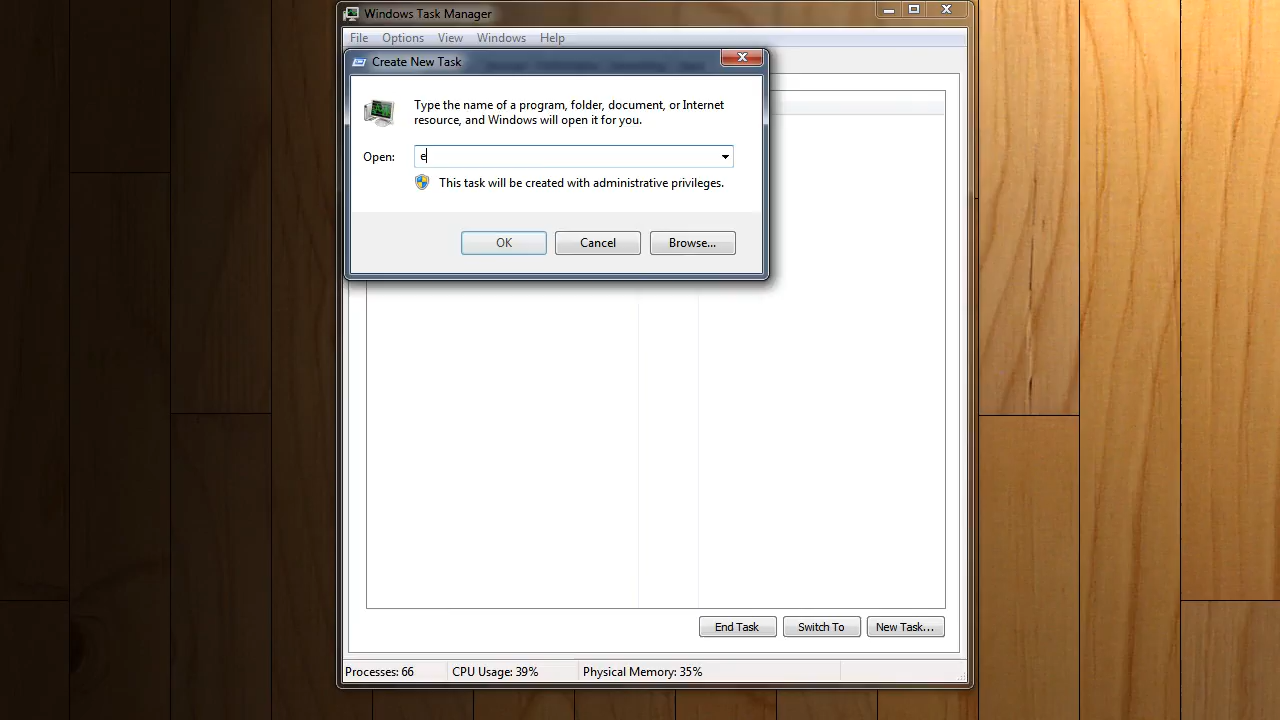 Windows Task Manager
File Options View Windows Help
Create New Task
Type the name of a program, folder, document, or Internet
resource, and Windows will open it for you.
Open: e
This task will be created with administrative privileges.
OK Cancel Browse...
End Task Switch To New Task...
Processes: 66 CPU Usage: 39% Physical Memory: 35%